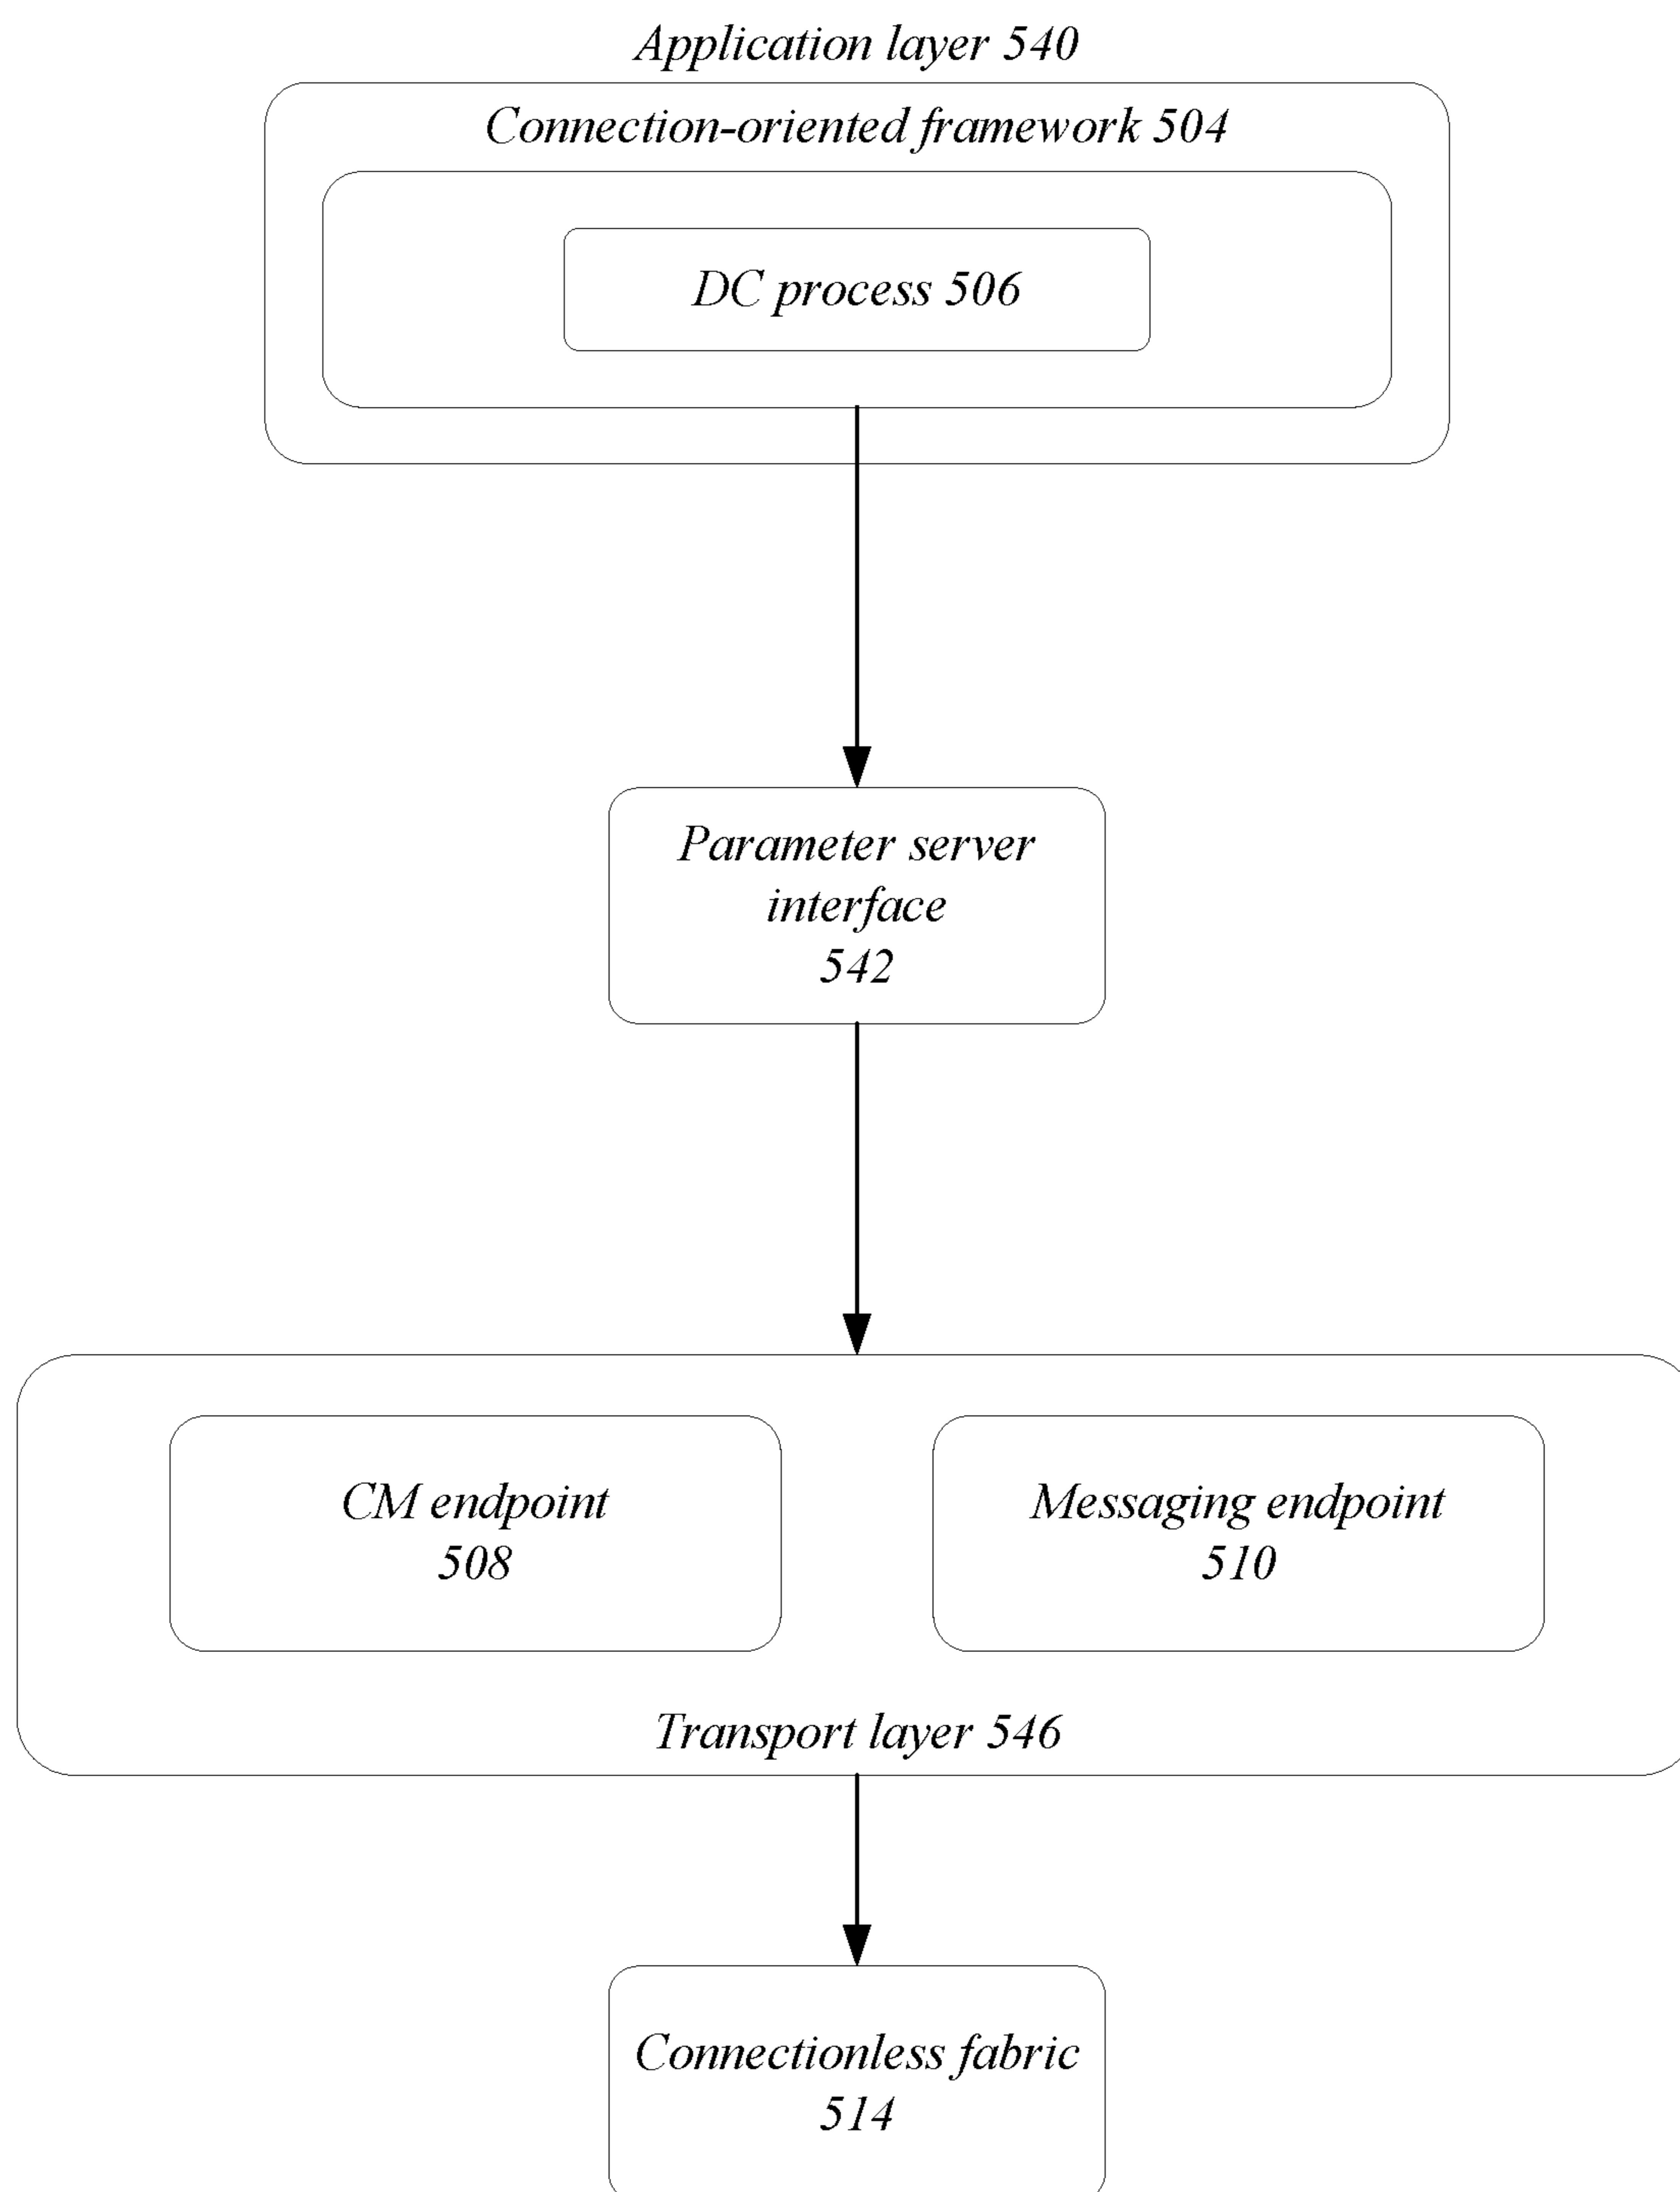 Application layer 540
Connection-oriented framework 504
DC process 506
Parameter server
interface
542
CM endpoint
508
Messaging endpoint
510
Transport layer 546
Connectionless fabric
514